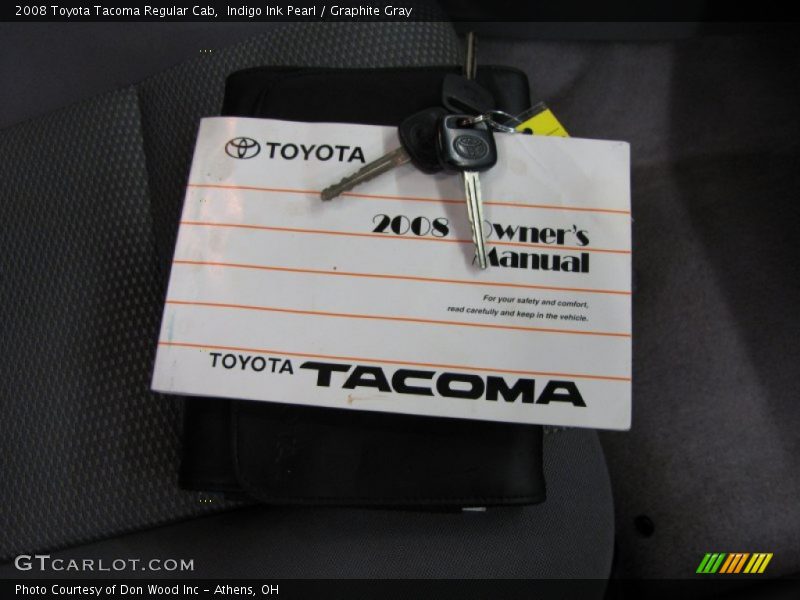 2008 Toyota Tacoma Regular Cab,  Indigo Ink Pearl / Graphite Gray
TOYOTA
2008 Owner's
Manual
For your safety and comfort,
read carefully and keep in the vehicle.
TOYOTA TACOMA
GTCARLOT.COM
Photo Courtesy of Don Wood Inc - Athens, OH